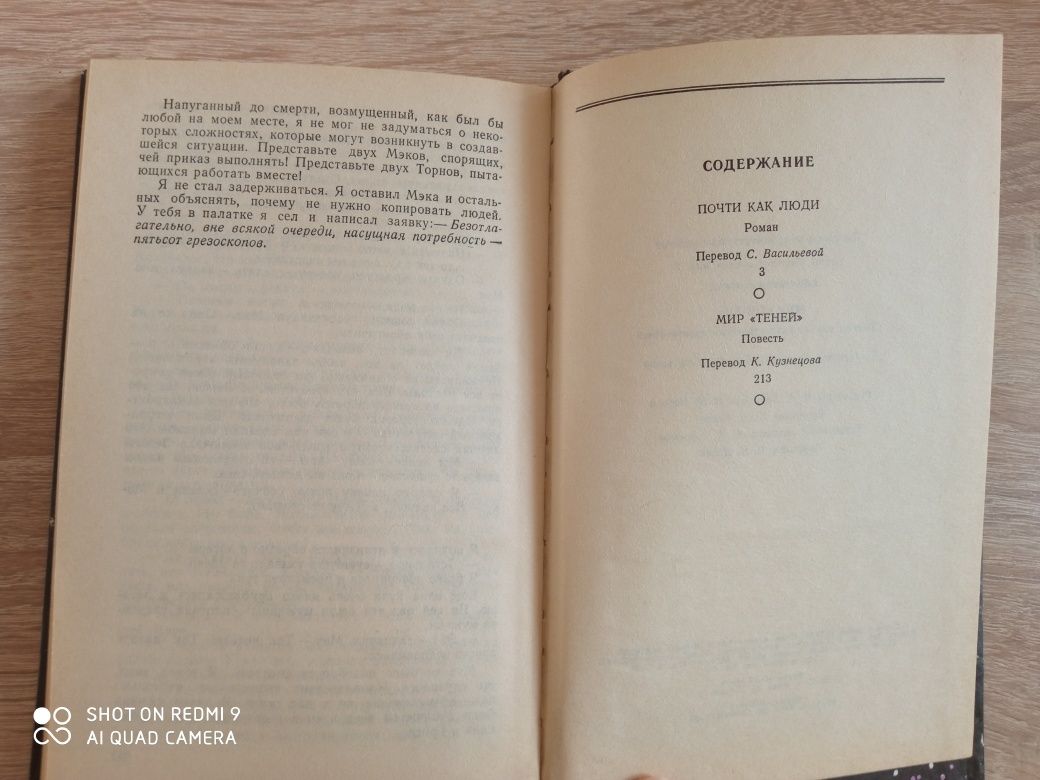 Напуганный до смерти, возмущенный, как был бы
любой на моем месте, я не мог не задуматься о неко-
торых сложностях, которые могут возникнуть в создав-
шейся ситуации. Представьте двух Мэков, спорящих,
чей приказ выполнять! Представьте двух Торнов, пыта-
ющихся работать вместе!
Я не стал задерживаться. Я оставил Мэка и осталь-
ных объяснять, почему не нужно копировать людей.
У тебя в палатке я сел и написал заявку:— Безотла-
гательно, вне всякой очереди, насущная потребность —
пятьсот грезоскопов.
СОДЕРЖАНИЕ
ПОЧТИ КАК ЛЮДИ
Роман
Перевод С. Васильевой
3
МИР «ТЕНЕЙ»
Повесть
Перевод К. Кузнецова
213
SHOT ON REDMI 9
AI QUAD CAMERA